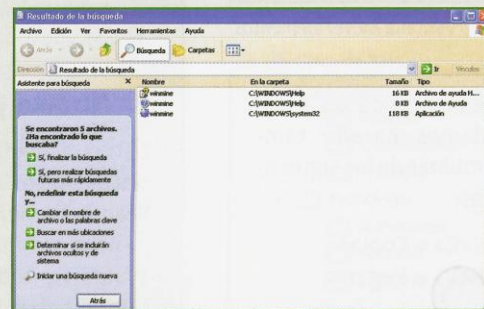 Resultado de la búsqueda
Archivo Edición Ver Favoritos Herramientas Ayuda
Atrás Búsqueda Carpetas
Dirección Resultado de la búsqueda Ir Vínculos
Asistente para búsqueda
Nombre En la carpeta Tamaño Tipo
winmine C:\WINDOWS\Help 16 KB Archivo de ayuda H...
winmine C:\WINDOWS\Help 8 KB Archivo de Ayuda
winmine C:\WINDOWS\system32 118 KB Aplicación
Se encontraron 5 archivos.
¿Ha encontrado lo que
buscaba?
Sí, finalizar la búsqueda
Sí, pero realizar búsquedas
futuras más rápidamente
No, redefinir esta búsqueda
y...
Cambiar el nombre de
archivo o las palabras clave
Buscar en más ubicaciones
Determinar si se incluirán
archivos ocultos y de
sistema
Iniciar una búsqueda nueva
Atrás